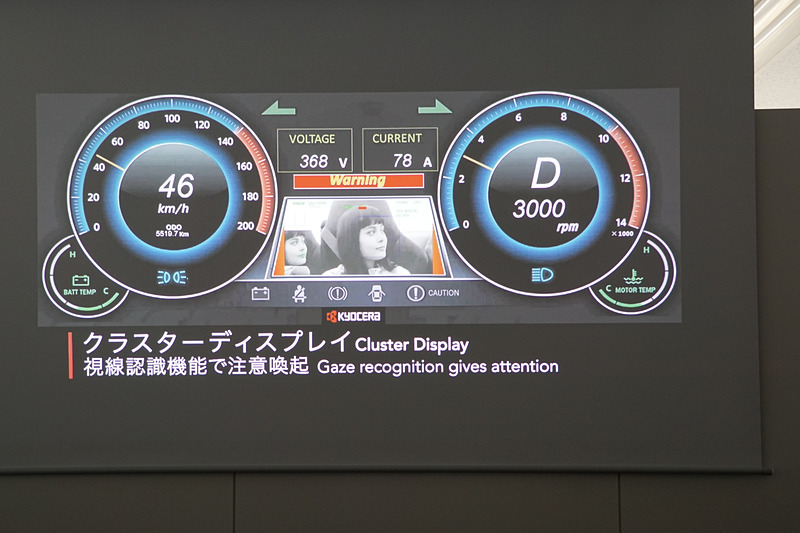 VOLTAGE
368 V
CURRENT
78 A
Warning
0
20
40
60
80
100
120
140
160
180
200
46
km/h
ODO
5519.7 Km
H
BATT TEMP
C
0
2
4
6
8
10
12
14
×1000
D
3000
rpm
H
MOTOR TEMP
C
CAUTION
KYOCERA
クラスターディスプレイ Cluster Display
視線認識機能で注意喚起 Gaze recognition gives attention